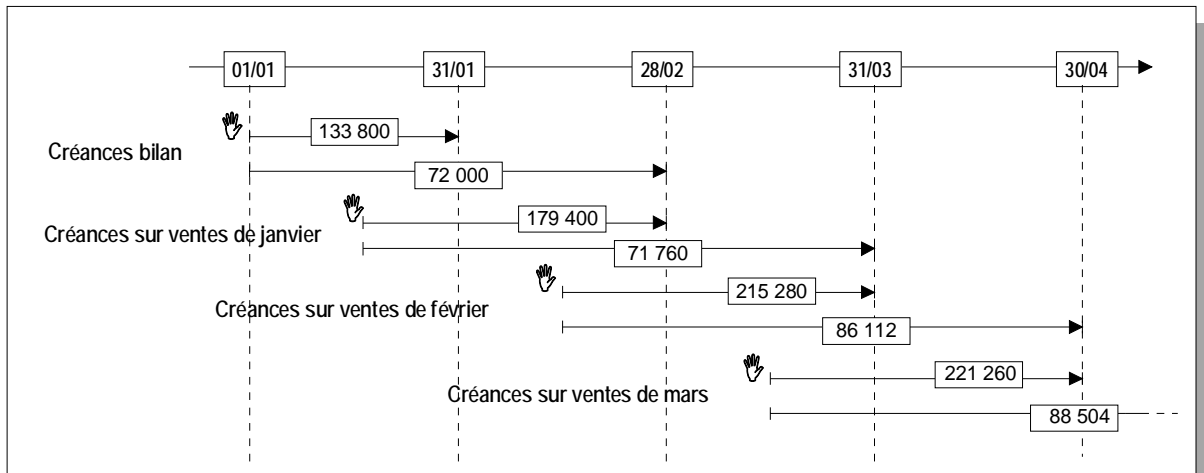 01/01 31/01 28/02 31/03 30/04
133 800
Créances bilan
72 000
179 400
Créances sur ventes de janvier
71 760
215 280
Créances sur ventes de février
86 112
221 260
Créances sur ventes de mars
88 504